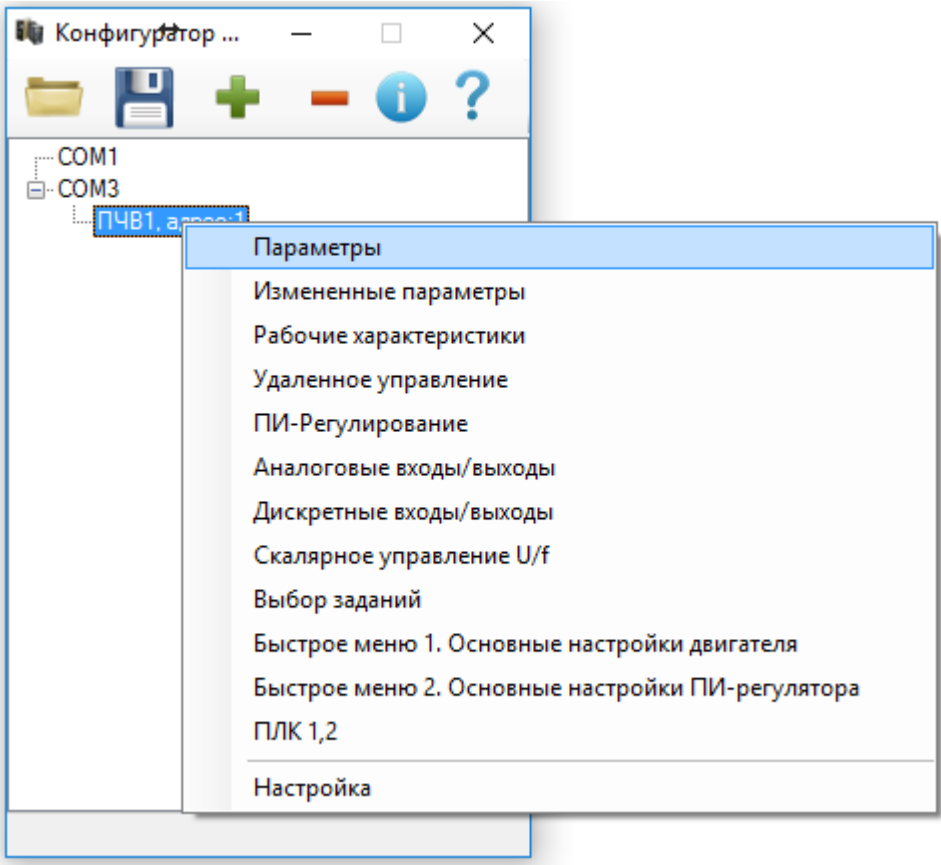 Конфигуратор ...
COM1
COM3
ПЧВ1, адрес:1
Параметры
Измененные параметры
Рабочие характеристики
Удаленное управление
ПИ-Регулирование
Аналоговые входы/выходы
Дискретные входы/выходы
Скалярное управление U/f
Выбор заданий
Быстрое меню 1. Основные настройки двигателя
Быстрое меню 2. Основные настройки ПИ-регулятора
ПЛК 1,2
Настройка